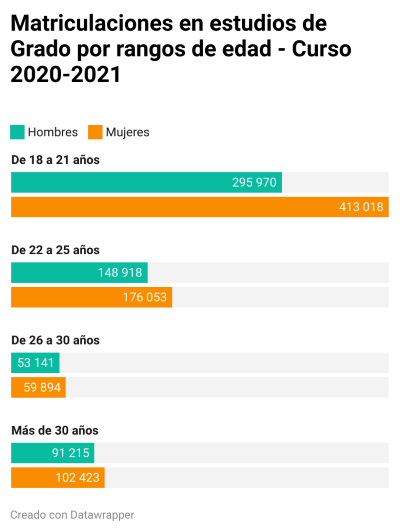 Matriculaciones en estudios de
Grado por rangos de edad - Curso
2020-2021
Hombres Mujeres
De 18 a 21 años
295 970
413 018
De 22 a 25 años
148 918
176 053
De 26 a 30 años
53 141
59 894
Más de 30 años
91 215
102 423
Creado con Datawrapper